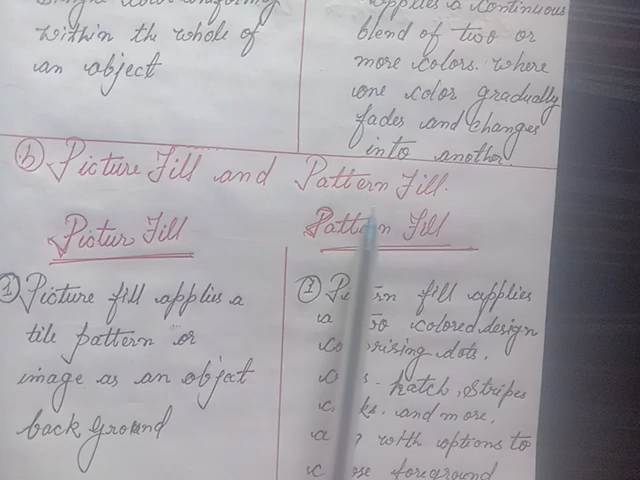 within the whole of
an object
applies a continuous
blend of two or
more colors. where
one color gradually
fades and changes
into another.
(b) Picture Fill and Pattern Fill.
Pictur Fill
Pattern Fill
1 Picture fill applies a
tile pattern or
image as an object
back ground
1 fill applies
a colored design
dots,
hatch, stripes
and more,
with options to
foreground